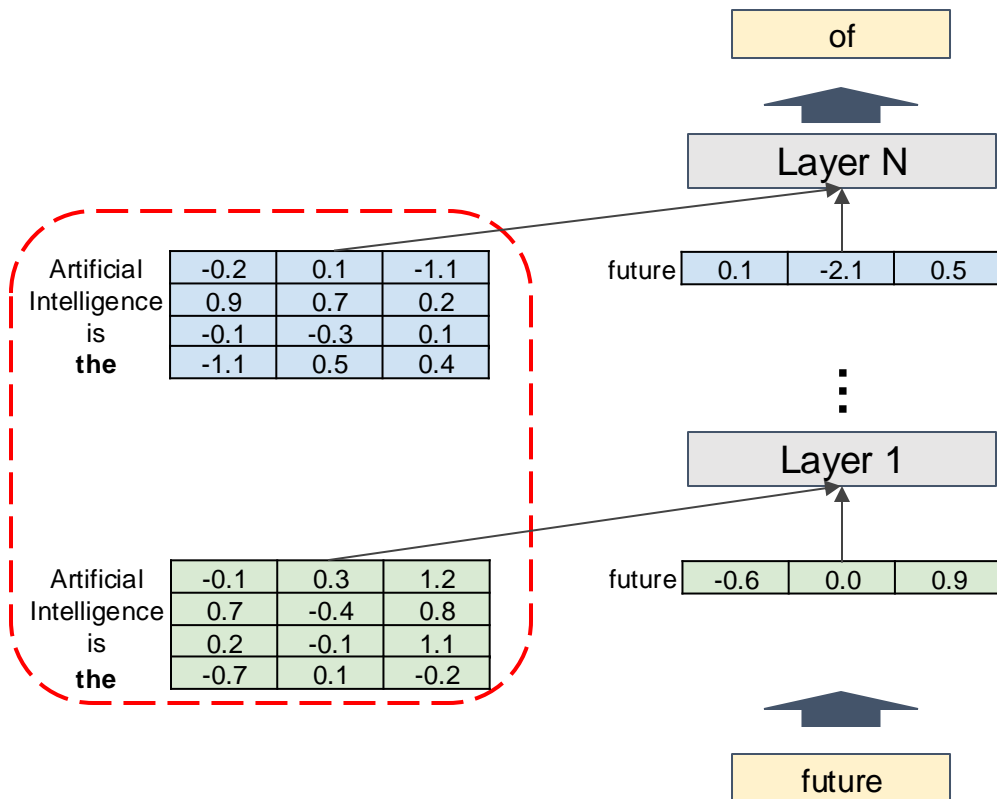 of
Layer N
Artificial -0.2 0.1 -1.1
Intelligence 0.9 0.7 0.2
is -0.1 -0.3 0.1
the -1.1 0.5 0.4
future 0.1 -2.1 0.5
Layer 1
Artificial -0.1 0.3 1.2
Intelligence 0.7 -0.4 0.8
is 0.2 -0.1 1.1
the -0.7 0.1 -0.2
future -0.6 0.0 0.9
future